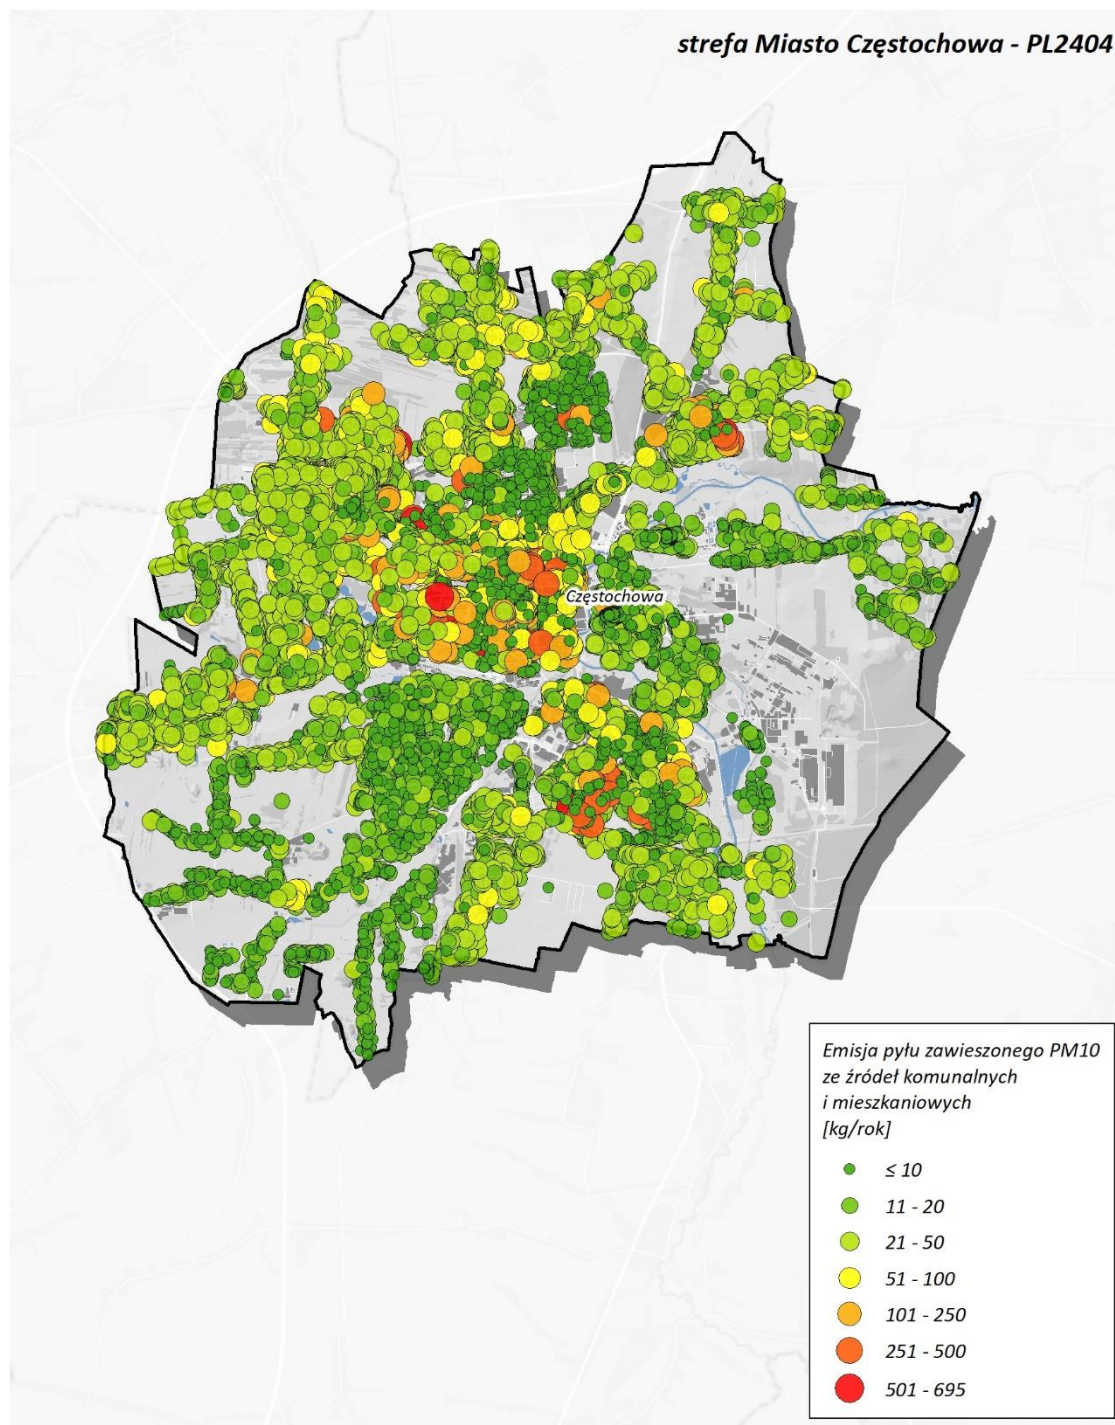 strefa Miasto Częstochowa - PL2404
Częstochowa
Emisja pyłu zawieszonego PM10
ze źródeł komunalnych
i mieszkaniowych
[kg/rok]
≤ 10
11 - 20
21 - 50
51 - 100
101 - 250
251 - 500
501 - 695